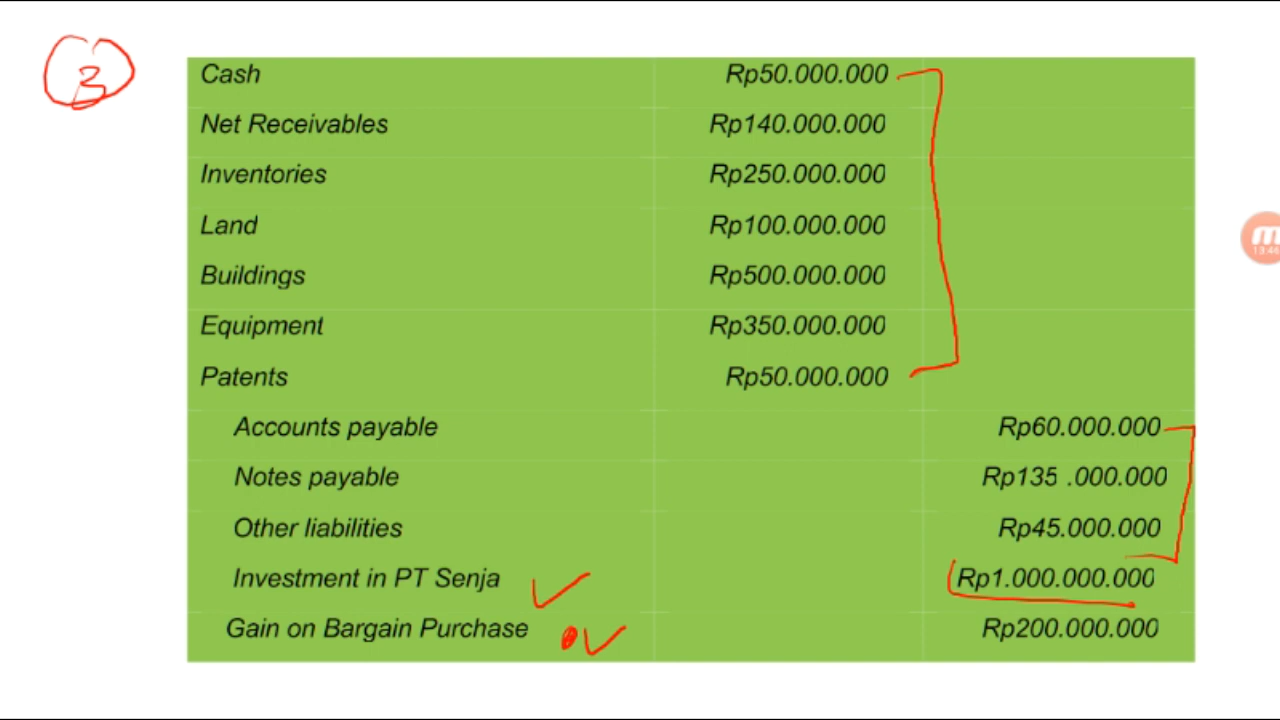 3
Cash Rp50.000.000
Net Receivables Rp140.000.000
Inventories Rp250.000.000
Land Rp100.000.000
Buildings Rp500.000.000
Equipment Rp350.000.000
Patents Rp50.000.000
Accounts payable Rp60.000.000
Notes payable Rp135 .000.000
Other liabilities Rp45.000.000
Investment in PT Senja Rp1.000.000.000
Gain on Bargain Purchase Rp200.000.000